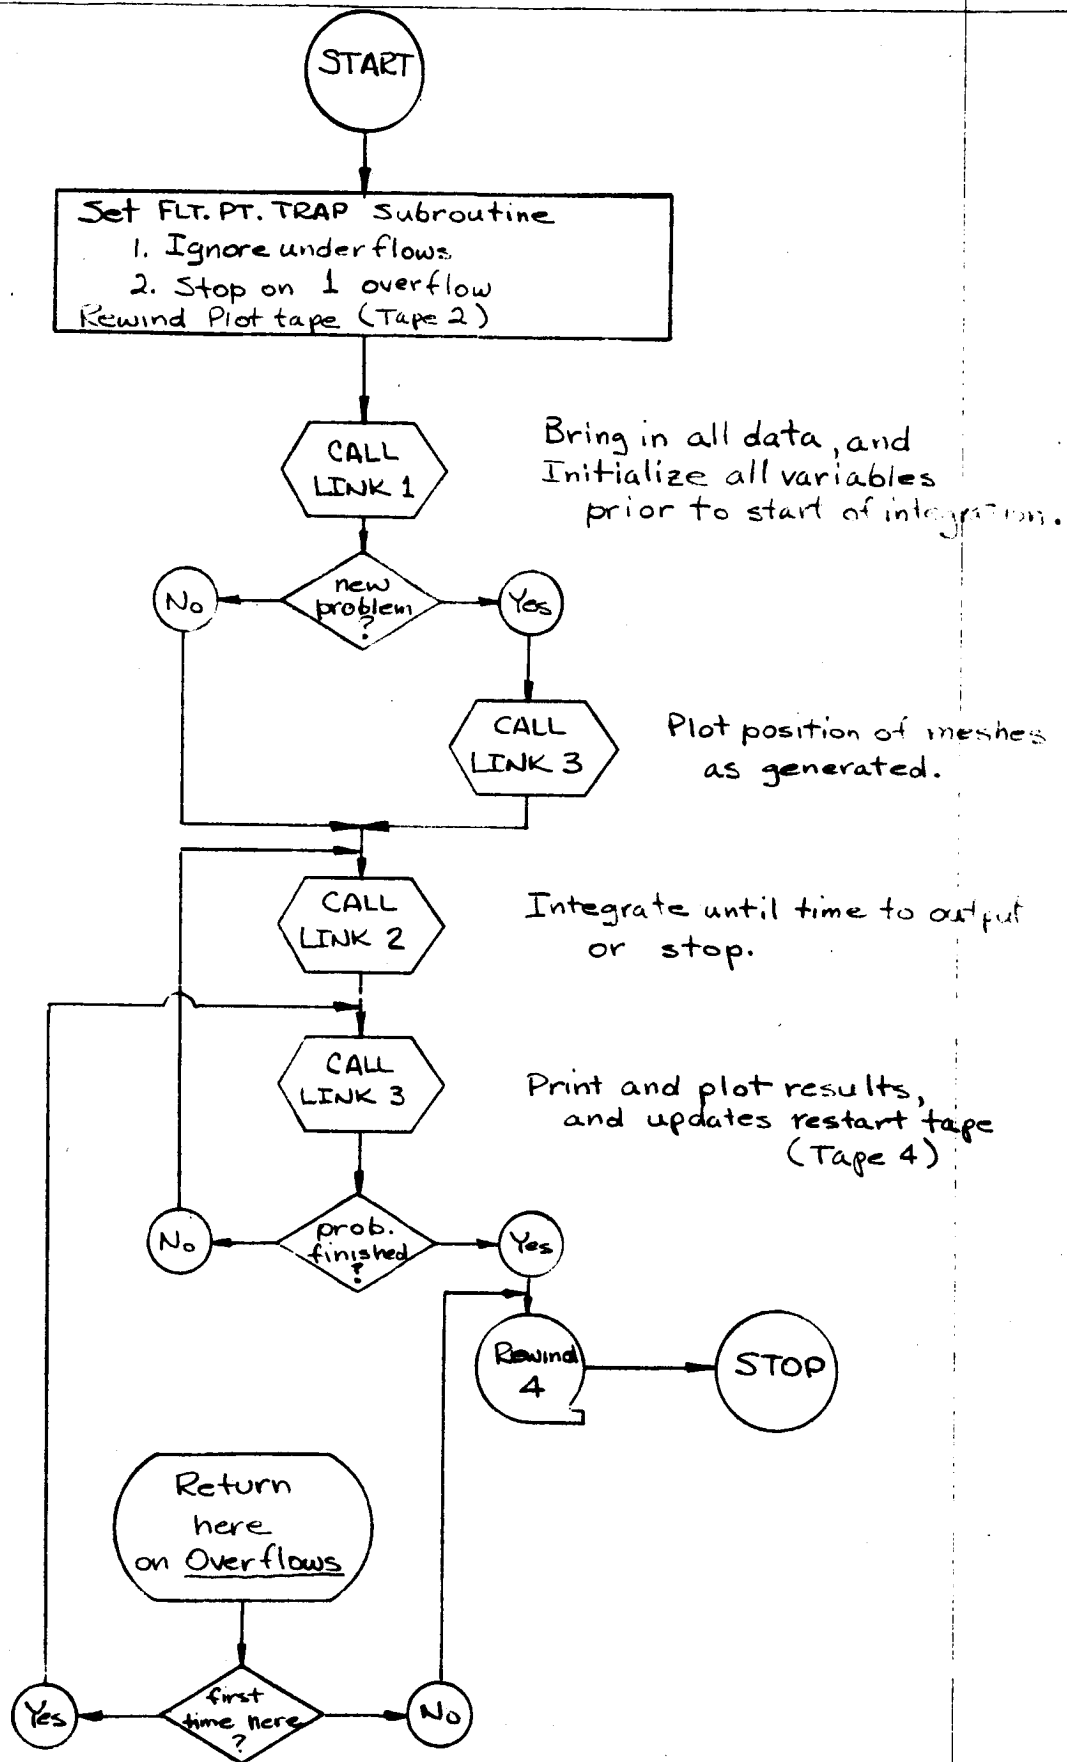 START
Set FLT. PT. TRAP Subroutine
1. Ignore underflows
2. Stop on 1 overflow
Rewind Plot tape (Tape 2)
CALL
LINK 1
Bring in all data, and
Initialize all variables
prior to start of integration.
new
problem
?
No
Yes
CALL
LINK 3
Plot position of meshes
as generated.
CALL
LINK 2
Integrate until time to output
or stop.
CALL
LINK 3
Print and plot results,
and updates restart tape
(Tape 4)
prob.
finished
?
No
Yes
Rewind
4
STOP
Return
here
on Overflows
first
time here
?
Yes
No